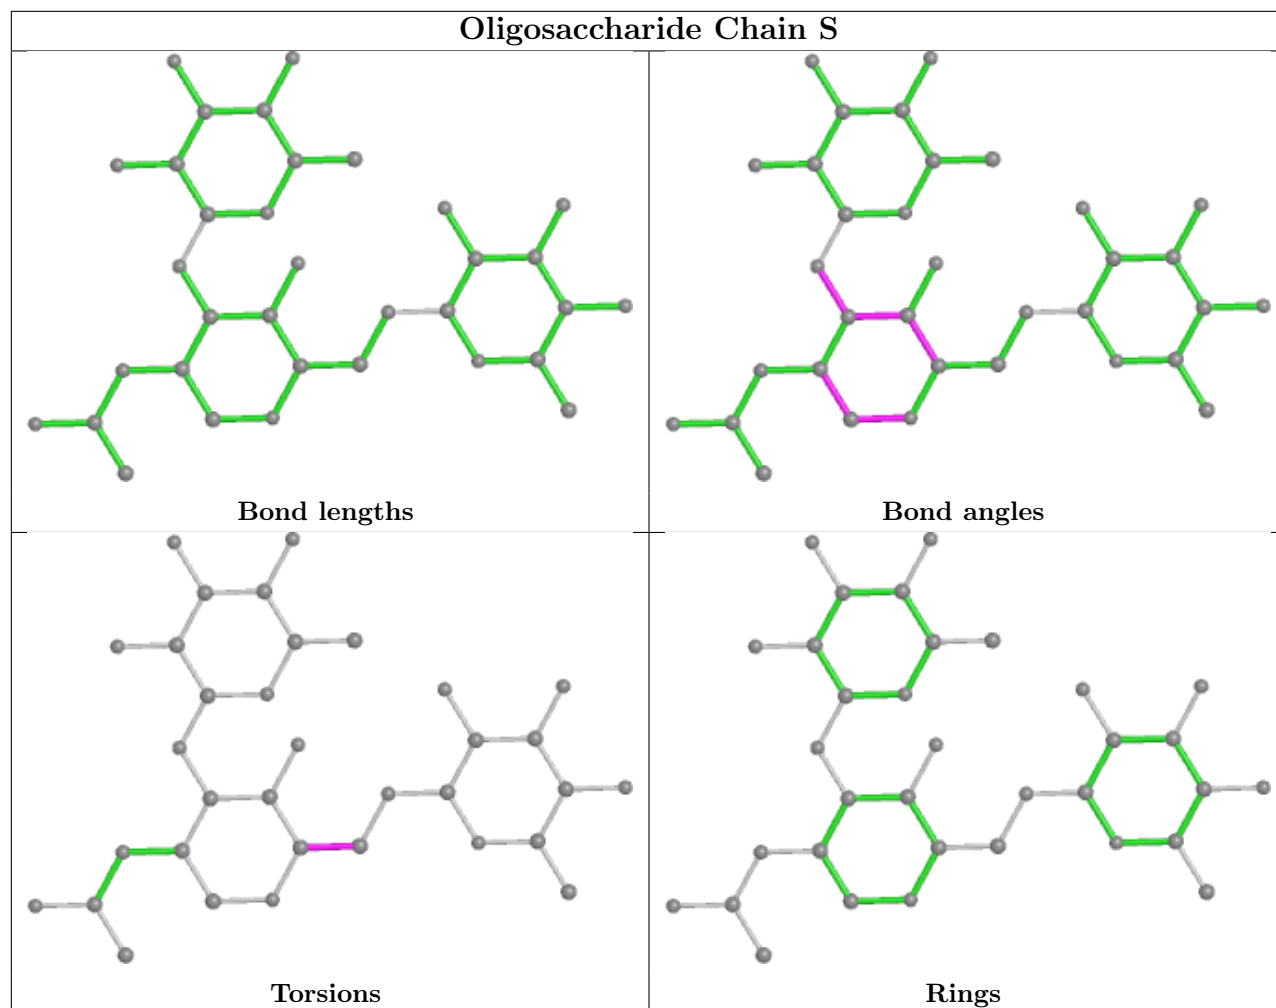 Oligosaccharide Chain S
Bond lengths
Bond angles
Torsions
Rings